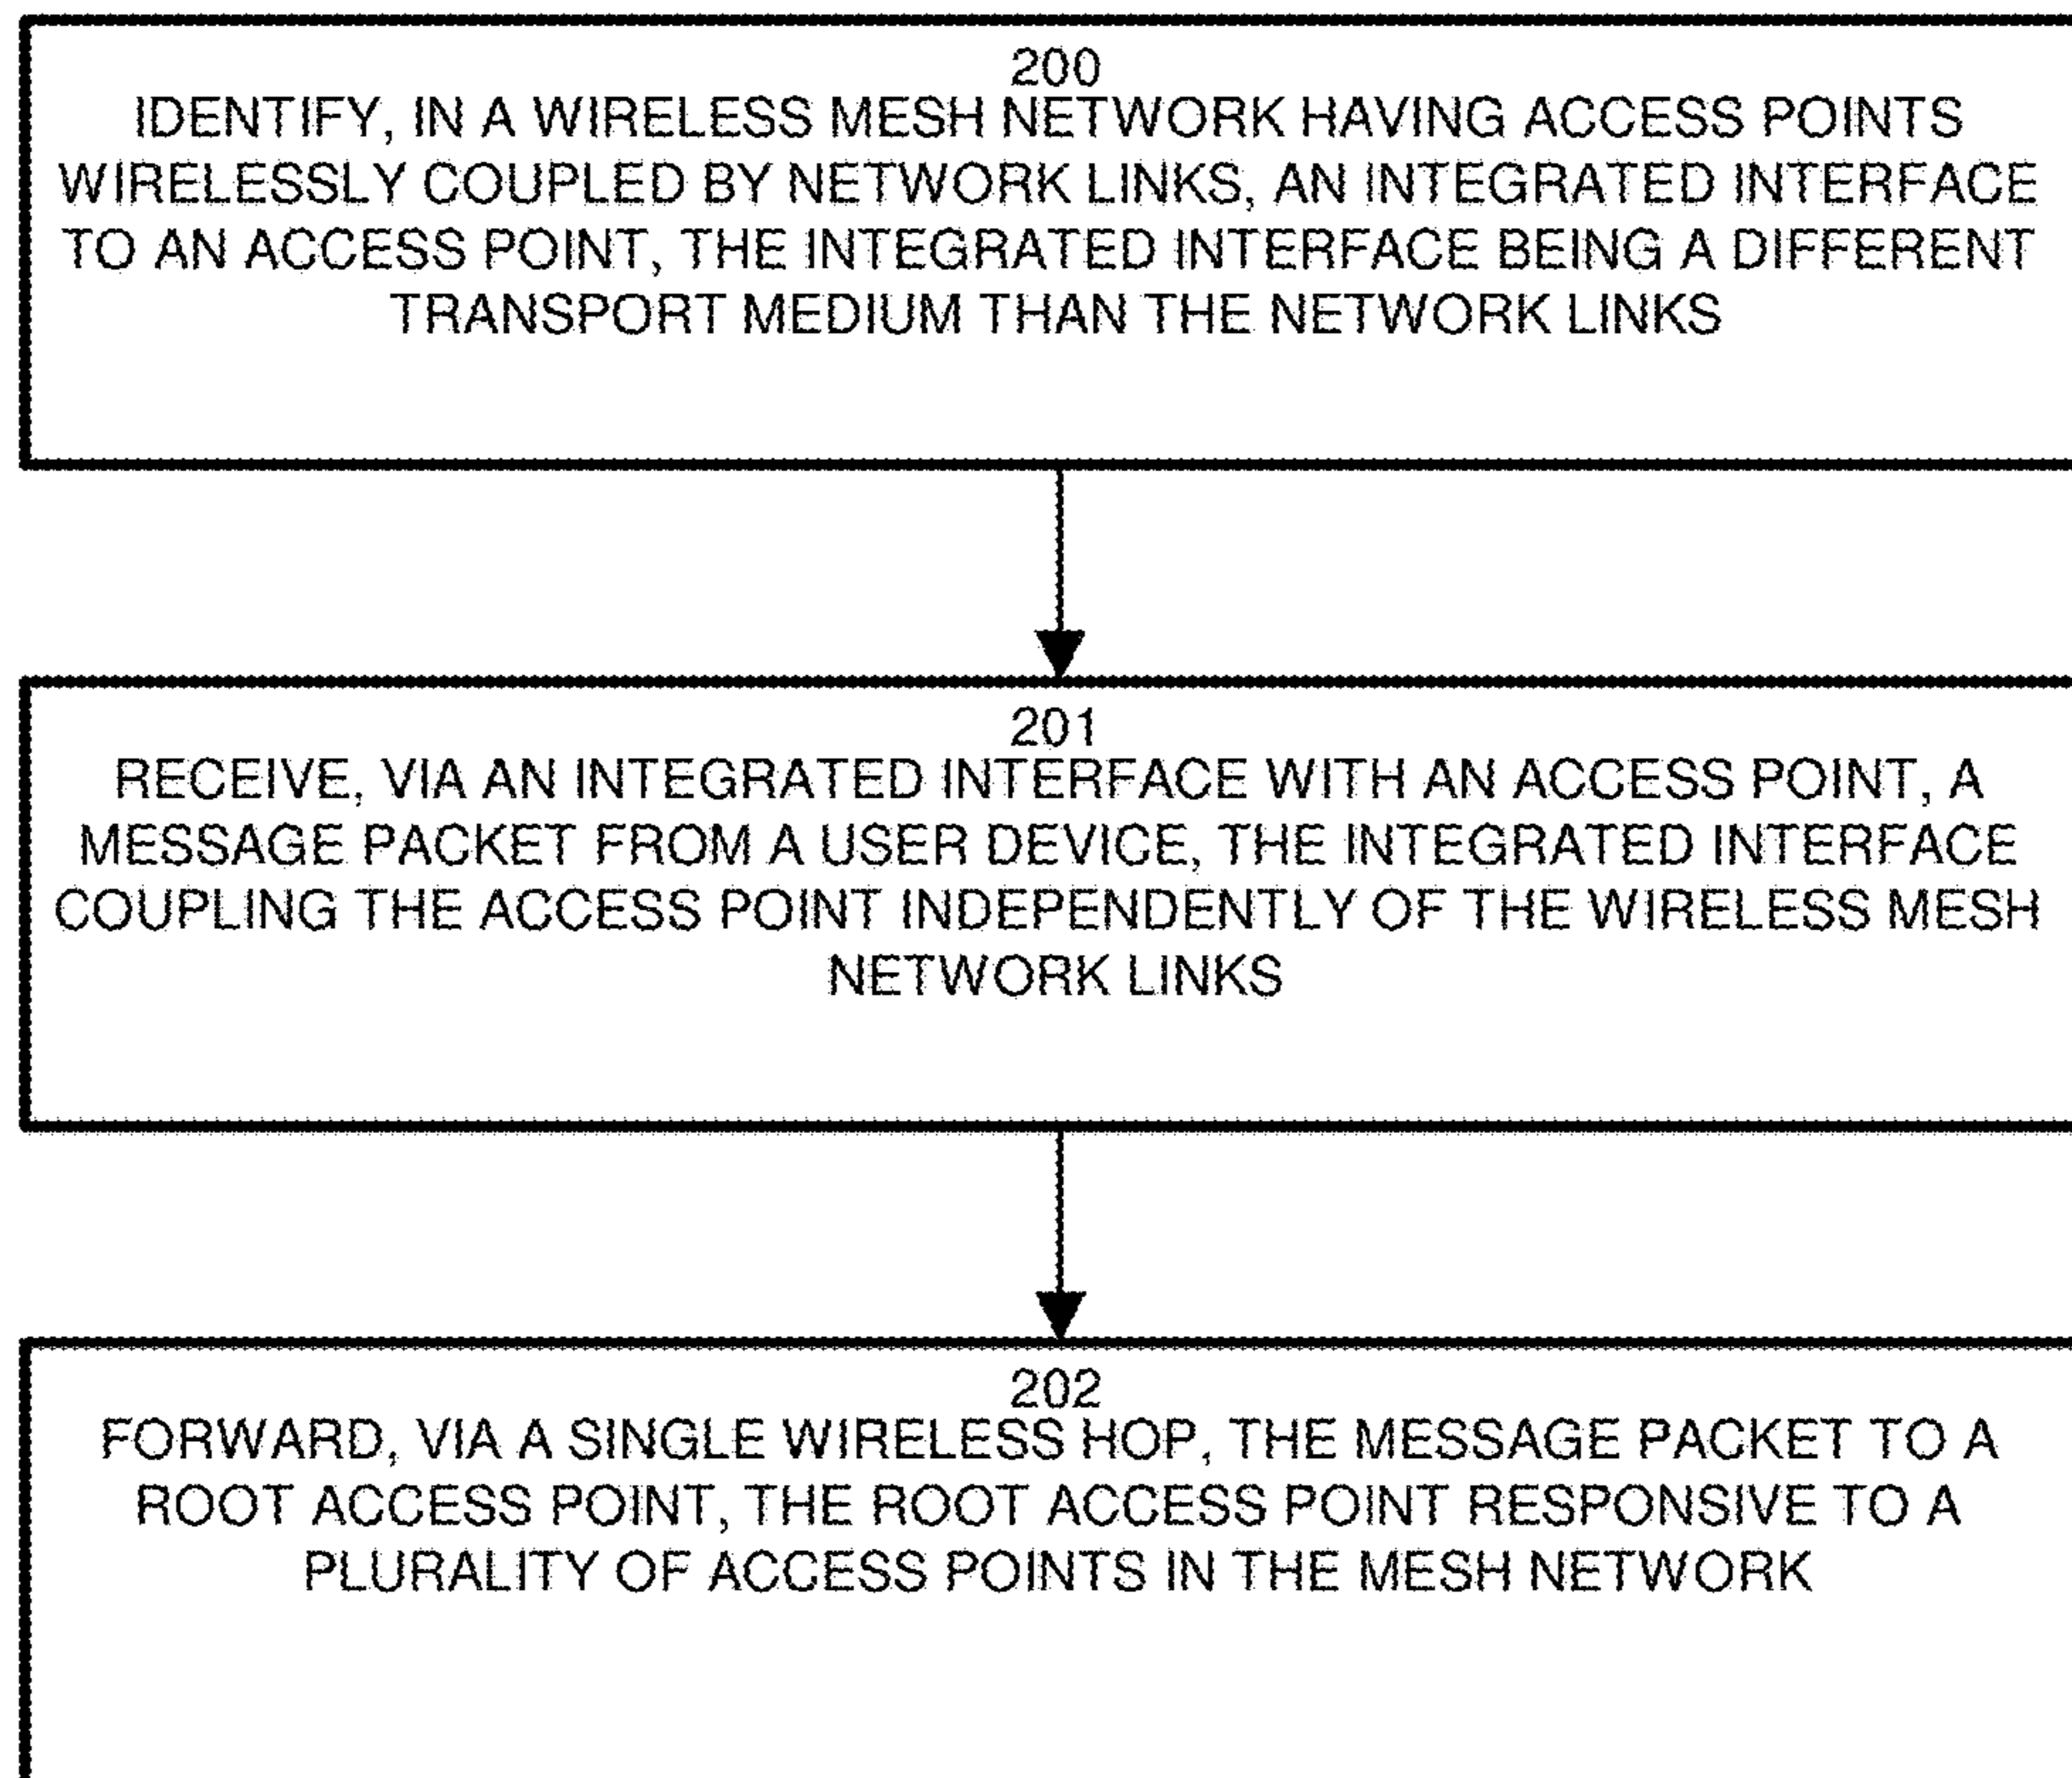 200
IDENTIFY, IN A WIRELESS MESH NETWORK HAVING ACCESS POINTS
WIRELESSLY COUPLED BY NETWORK LINKS, AN INTEGRATED INTERFACE
TO AN ACCESS POINT, THE INTEGRATED INTERFACE BEING A DIFFERENT
TRANSPORT MEDIUM THAN THE NETWORK LINKS
201
RECEIVE, VIA AN INTEGRATED INTERFACE WITH AN ACCESS POINT, A
MESSAGE PACKET FROM A USER DEVICE, THE INTEGRATED INTERFACE
COUPLING THE ACCESS POINT INDEPENDENTLY OF THE WIRELESS MESH
NETWORK LINKS
202
FORWARD, VIA A SINGLE WIRELESS HOP, THE MESSAGE PACKET TO A
ROOT ACCESS POINT, THE ROOT ACCESS POINT RESPONSIVE TO A
PLURALITY OF ACCESS POINTS IN THE MESH NETWORK